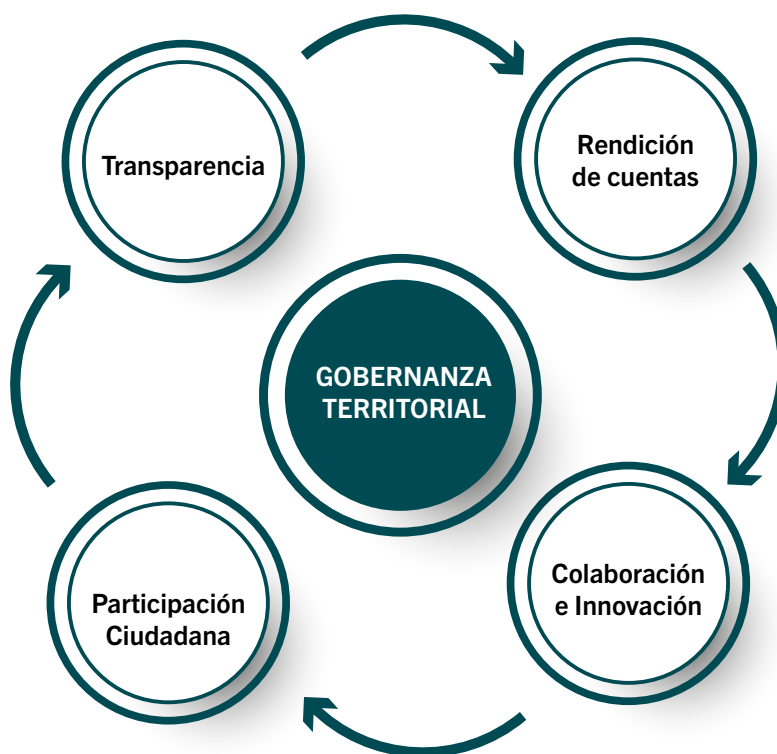 Transparencia
Rendición
de cuentas
GOBERNANZA
TERRITORIAL
Participación
Ciudadana
Colaboración
e Innovación